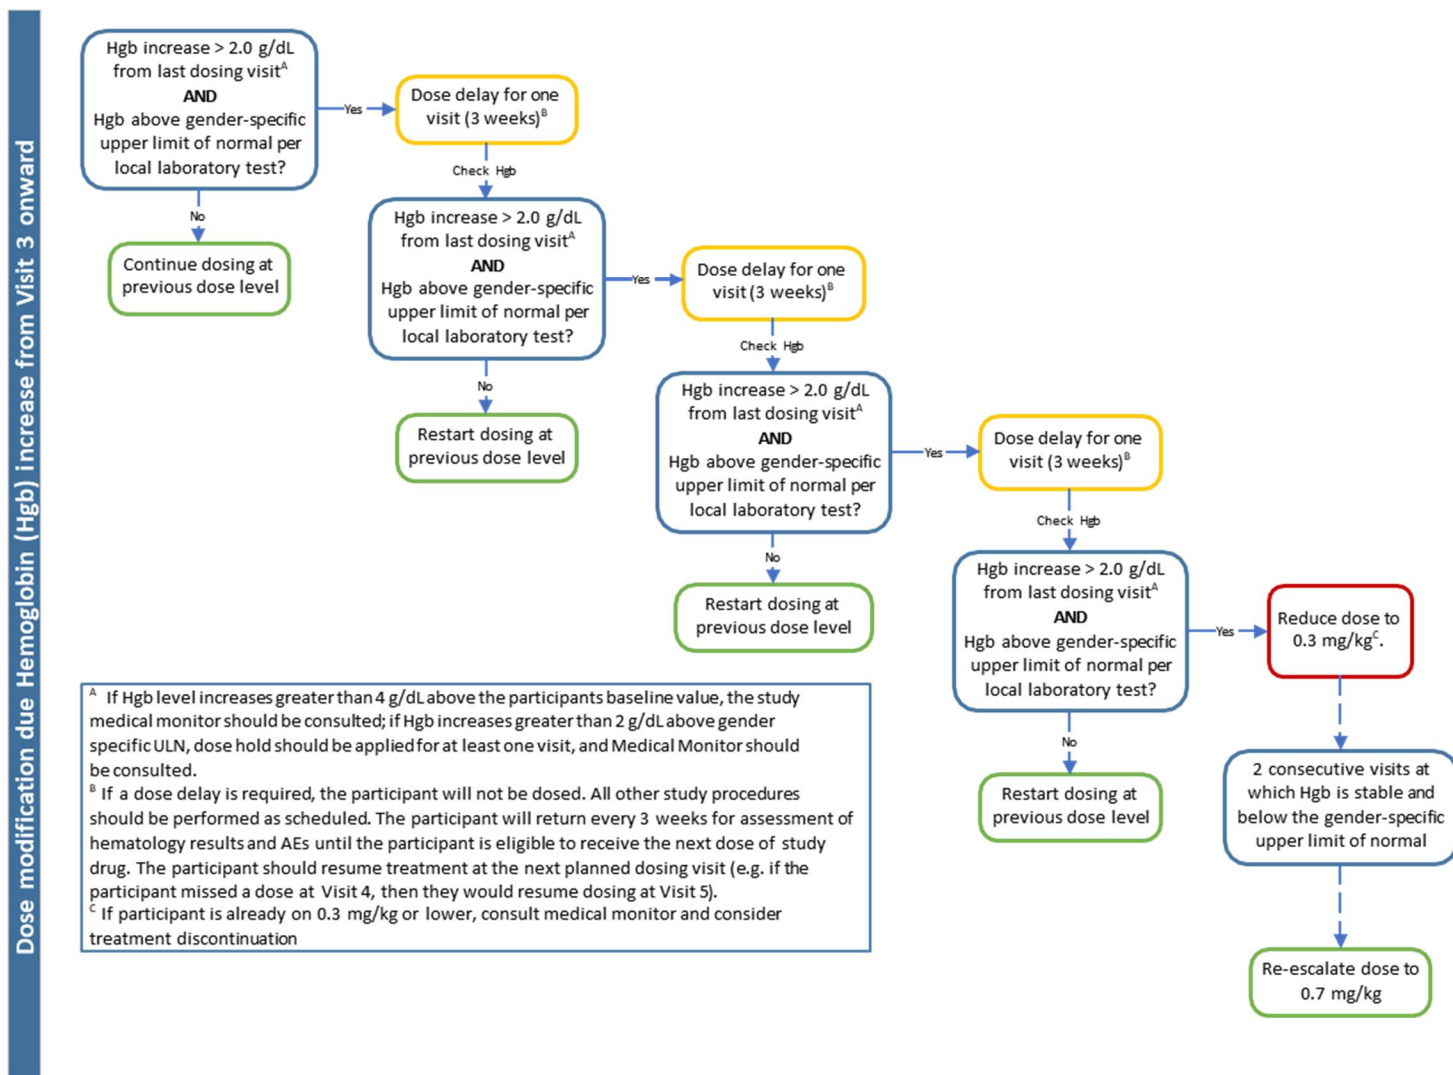 Dose modification due Hemoglobin (Hgb) increase from Visit 3 onward
Hgb increase > 2.0 g/dL
from last dosing visitA
AND
Hgb above gender-specific
upper limit of normal per
local laboratory test?
Yes
Dose delay for one
visit (3 weeks)B
No
Continue dosing at
previous dose level
Check Hgb
Hgb increase > 2.0 g/dL
from last dosing visitA
AND
Hgb above gender-specific
upper limit of normal per
local laboratory test?
Yes
Dose delay for one
visit (3 weeks)B
No
Restart dosing at
previous dose level
Check Hgb
Hgb increase > 2.0 g/dL
from last dosing visitA
AND
Hgb above gender-specific
upper limit of normal per
local laboratory test?
Yes
Dose delay for one
visit (3 weeks)B
No
Restart dosing at
previous dose level
Check Hgb
Hgb increase > 2.0 g/dL
from last dosing visitA
AND
Hgb above gender-specific
upper limit of normal per
local laboratory test?
Yes
Reduce dose to
0.3 mg/kgC.
No
Restart dosing at
previous dose level
2 consecutive visits at
which Hgb is stable and
below the gender-specific
upper limit of normal
Re-escalate dose to
0.7 mg/kg
A If Hgb level increases greater than 4 g/dL above the participants baseline value, the study
medical monitor should be consulted; if Hgb increases greater than 2 g/dL above gender
specific ULN, dose hold should be applied for at least one visit, and Medical Monitor should
be consulted.
B If a dose delay is required, the participant will not be dosed. All other study procedures
should be performed as scheduled. The participant will return every 3 weeks for assessment of
hematology results and AEs until the participant is eligible to receive the next dose of study
drug. The participant should resume treatment at the next planned dosing visit (e.g. if the
participant missed a dose at Visit 4, then they would resume dosing at Visit 5).
C If participant is already on 0.3 mg/kg or lower, consult medical monitor and consider
treatment discontinuation